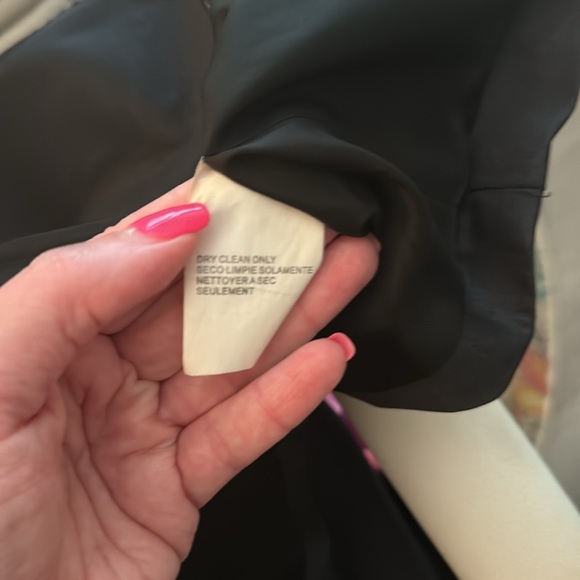 DRY CLEAN ONLY
SECO LIMPIE SOLAMENTE
NETTOYER A SEC
SEULEMENT